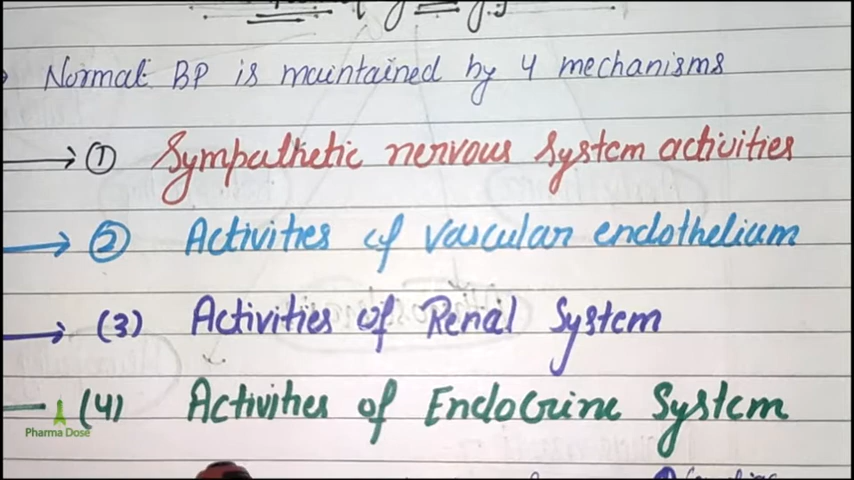 Normal BP is maintained by 4 mechanisms
→ ① Sympathetic nervous system activities
→ ② Activities of vascular endothelium
→ (3) Activities of Renal System
– (4) Activities of Endocrine System
Pharma Dose